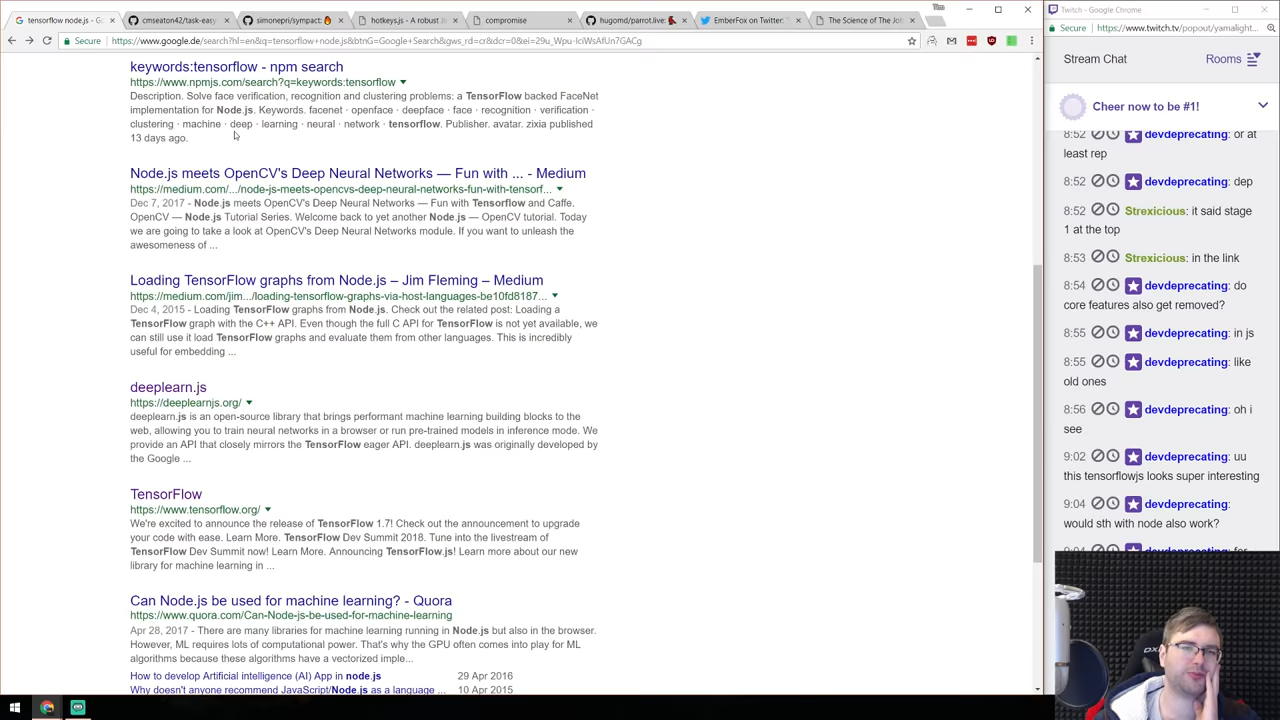 tensorflow node.js - G
cmseaton42/task-easy
simonepri/sympact: 🔥
hotkeys.js - A robust J
compromise
hugomd/parrot.live:
EmberFox on Twitter: "
The Science of The Job
Twitch - Google Chrome
Secure
https://www.google.de/search?hl=en&q=tensorflow+node.js&btnG=Google+Search&gws_rd=cr&dcr=0&ei=29u_Wpu-IciWsAfUn7GACg
Secure
https://www.twitch.tv/popout/yamalight
keywords:tensorflow - npm search
https://www.npmjs.com/search?q=keywords:tensorflow
Description. Solve face verification, recognition and clustering problems: a TensorFlow backed FaceNet
implementation for Node.js. Keywords. facenet · openface · deepface · face · recognition · verification ·
clustering · machine · deep · learning · neural · network · tensorflow. Publisher. avatar. zixia published
13 days ago.
Node.js meets OpenCV's Deep Neural Networks — Fun with ... - Medium
https://medium.com/.../node-js-meets-opencvs-deep-neural-networks-fun-with-tensorf...
Dec 7, 2017 - Node.js meets OpenCV's Deep Neural Networks — Fun with Tensorflow and Caffe.
OpenCV — Node.js Tutorial Series. Welcome back to yet another Node.js — OpenCV tutorial. Today
we are going to take a look at OpenCV's Deep Neural Networks module. If you want to unleash the
awesomeness of ...
Loading TensorFlow graphs from Node.js – Jim Fleming – Medium
https://medium.com/jim.../loading-tensorflow-graphs-via-host-languages-be10fd8187...
Dec 4, 2015 - Loading TensorFlow graphs from Node.js. Check out the related post: Loading a
TensorFlow graph with the C++ API. Even though the full C API for TensorFlow is not yet available, we
can still use it load TensorFlow graphs and evaluate them from other languages. This is incredibly
useful for embedding ...
deeplearn.js
https://deeplearnjs.org/
deeplearn.js is an open-source library that brings performant machine learning building blocks to the
web, allowing you to train neural networks in a browser or run pre-trained models in inference mode. We
provide an API that closely mirrors the TensorFlow eager API. deeplearn.js was originally developed by
the Google ...
TensorFlow
https://www.tensorflow.org/
We're excited to announce the release of TensorFlow 1.7! Check out the announcement to upgrade
your code with ease. Learn More. TensorFlow Dev Summit 2018. Tune into the livestream of
TensorFlow Dev Summit now! Learn More. Announcing TensorFlow.js! Learn more about our new
library for machine learning in ...
Can Node.js be used for machine learning? - Quora
https://www.quora.com/Can-Node-js-be-used-for-machine-learning
Apr 28, 2017 - There are many libraries for machine learning running in Node.js but also in the browser.
However, ML requires lots of computational power. That's why the GPU often comes into play for ML
algorithms because these algorithms have a vectorized imple...
How to develop Artificial intelligence (AI) App in node.js 29 Apr 2016
Why doesn't anyone recommend JavaScript/Node.js as a language ... 10 Apr 2015
Stream Chat Rooms
Cheer now to be #1!
8:52 devdeprecating: or at
least rep
8:52 devdeprecating: dep
8:52 Strexicious: it said stage
1 at the top
8:53 Strexicious: in the link
8:54 devdeprecating: do
core features also get removed?
8:55 devdeprecating: in js
8:55 devdeprecating: like
old ones
8:56 devdeprecating: oh i
see
9:02 devdeprecating: uu
this tensorflowjs looks super interesting
9:04 devdeprecating:
would sth with node also work?
9:04 devdeprecating: for